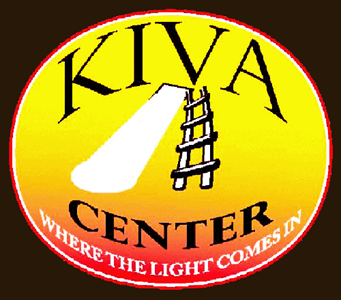 KIVA
CENTER
WHERE THE LIGHT COMES IN